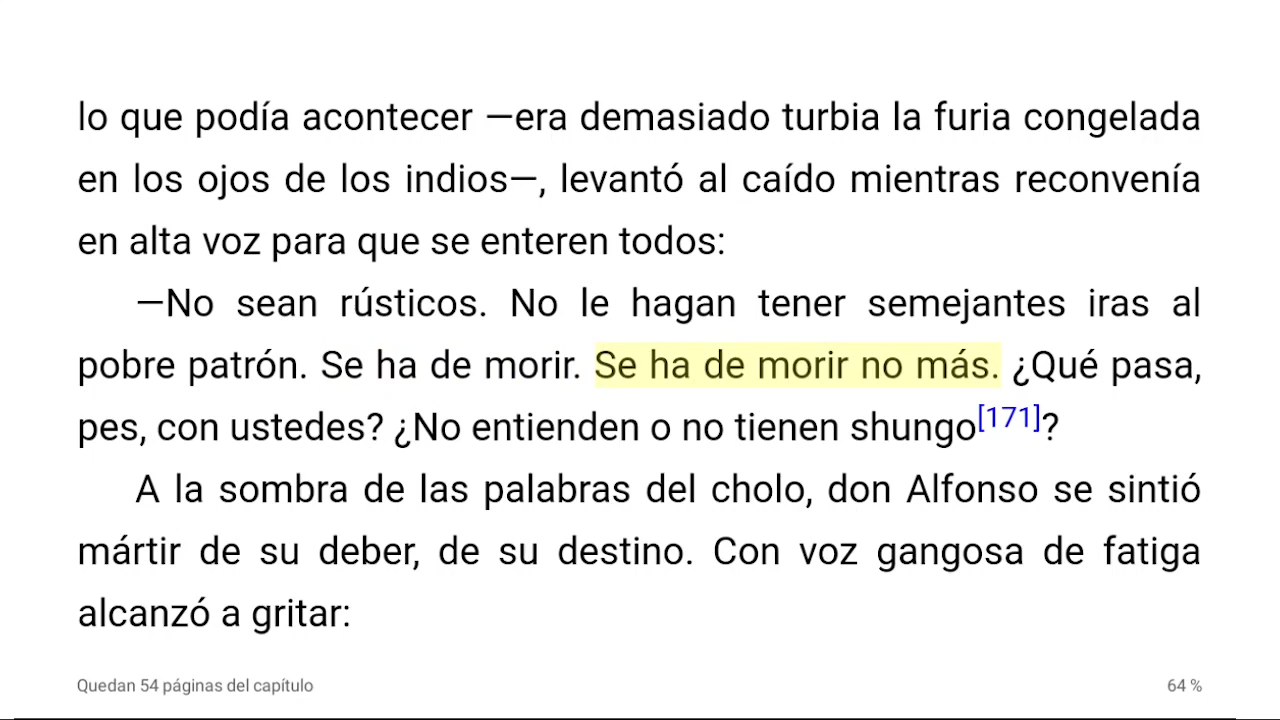 lo que podía acontecer —era demasiado turbia la furia congelada
en los ojos de los indios—, levantó al caído mientras reconvenía
en alta voz para que se enteren todos:
—No sean rústicos. No le hagan tener semejantes iras al
pobre patrón. Se ha de morir. Se ha de morir no más. ¿Qué pasa,
pes, con ustedes? ¿No entienden o no tienen shungo[171]?
A la sombra de las palabras del cholo, don Alfonso se sintió
mártir de su deber, de su destino. Con voz gangosa de fatiga
alcanzó a gritar:
Quedan 54 páginas del capítulo
64 %